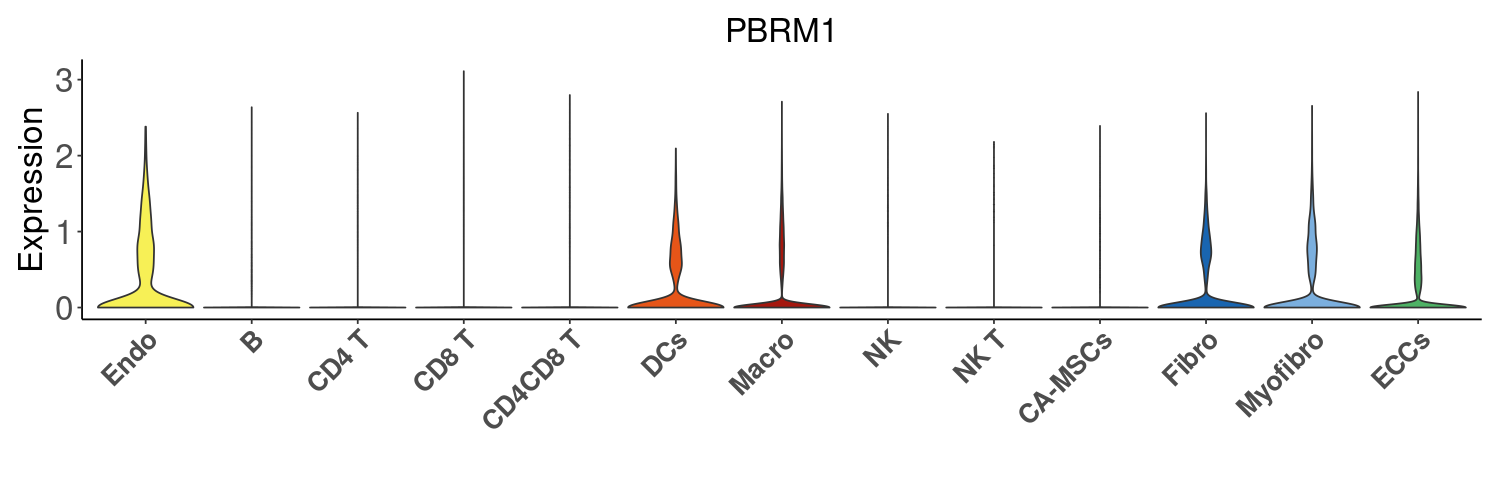 PBRM1
Expression
3
2
1
0
Endo
B
CD4 T
CD8 T
CD4CD8 T
DCs
Macro
NK
NK T
CA-MSCs
Fibro
Myofibro
ECCs